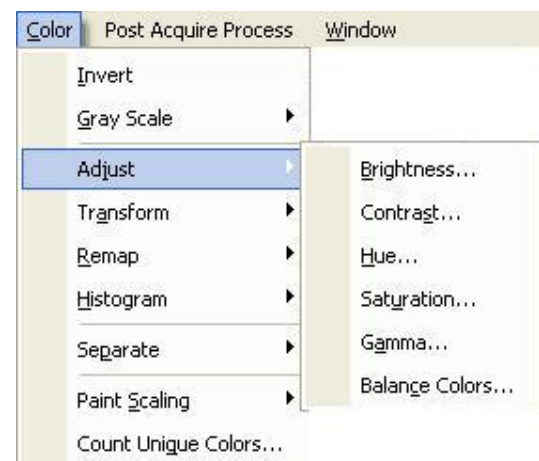 Color Post Acquire Process Window
Invert
Gray Scale
Adjust
Transform
Remap
Histogram
Separate
Paint Scaling
Count Unique Colors...
Brightness...
Contrast...
Hue...
Saturation...
Gamma...
Balance Colors...